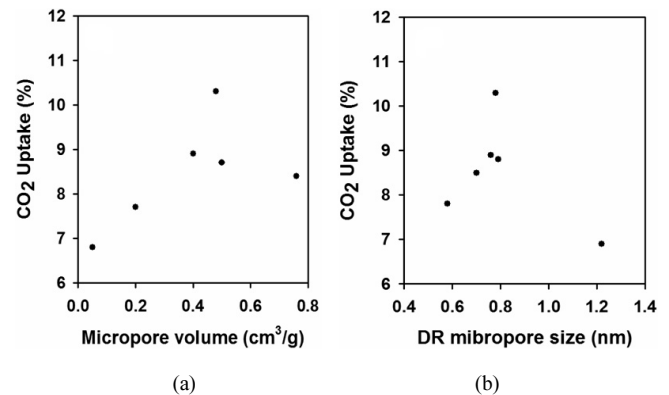 12
11
10
9
8
7
6
CO2 Uptake (%)
0.0 0.2 0.4 0.6 0.8
Micropore volume (cm³/g)
(a)
12
11
10
9
8
7
6
CO2 Uptake (%)
0.4 0.6 0.8 1.0 1.2 1.4
DR mibropore size (nm)
(b)